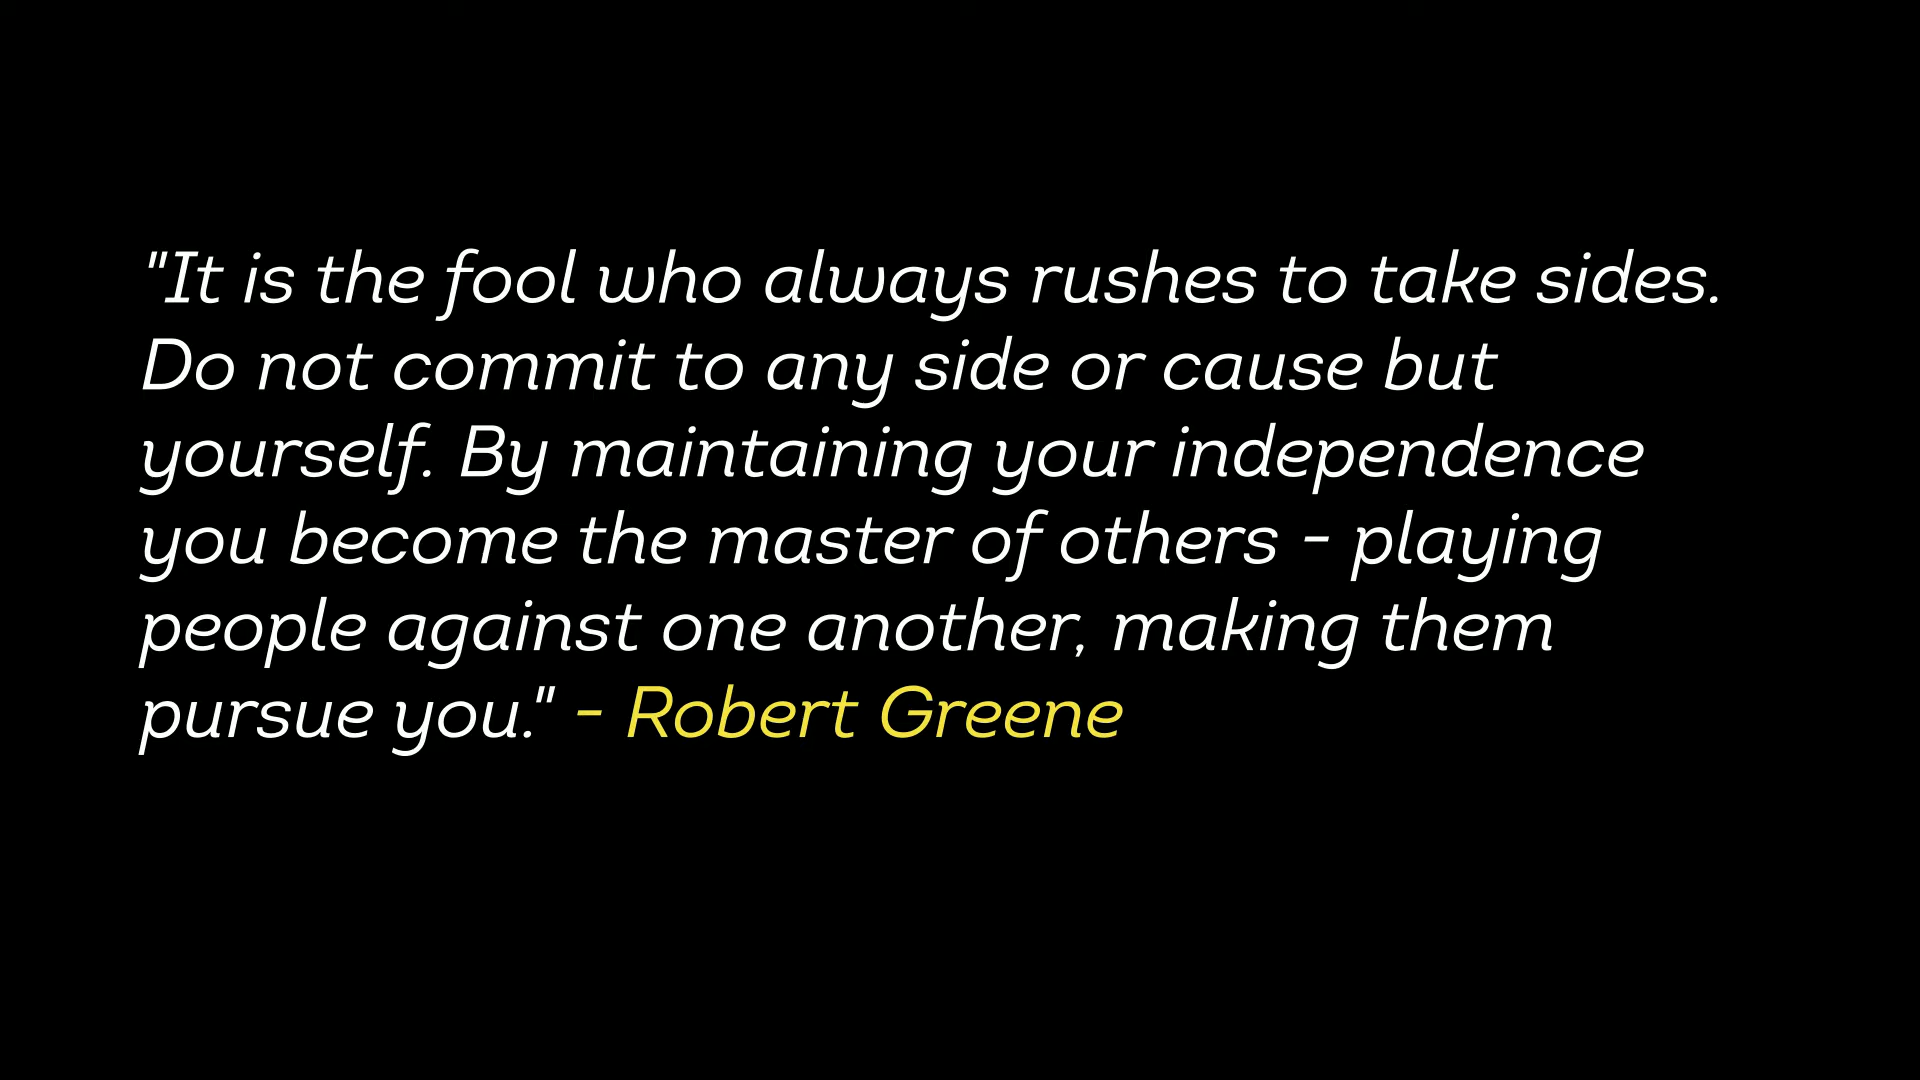 "It is the fool who always rushes to take sides.
Do not commit to any side or cause but
yourself. By maintaining your independence
you become the master of others - playing
people against one another, making them
pursue you." - Robert Greene